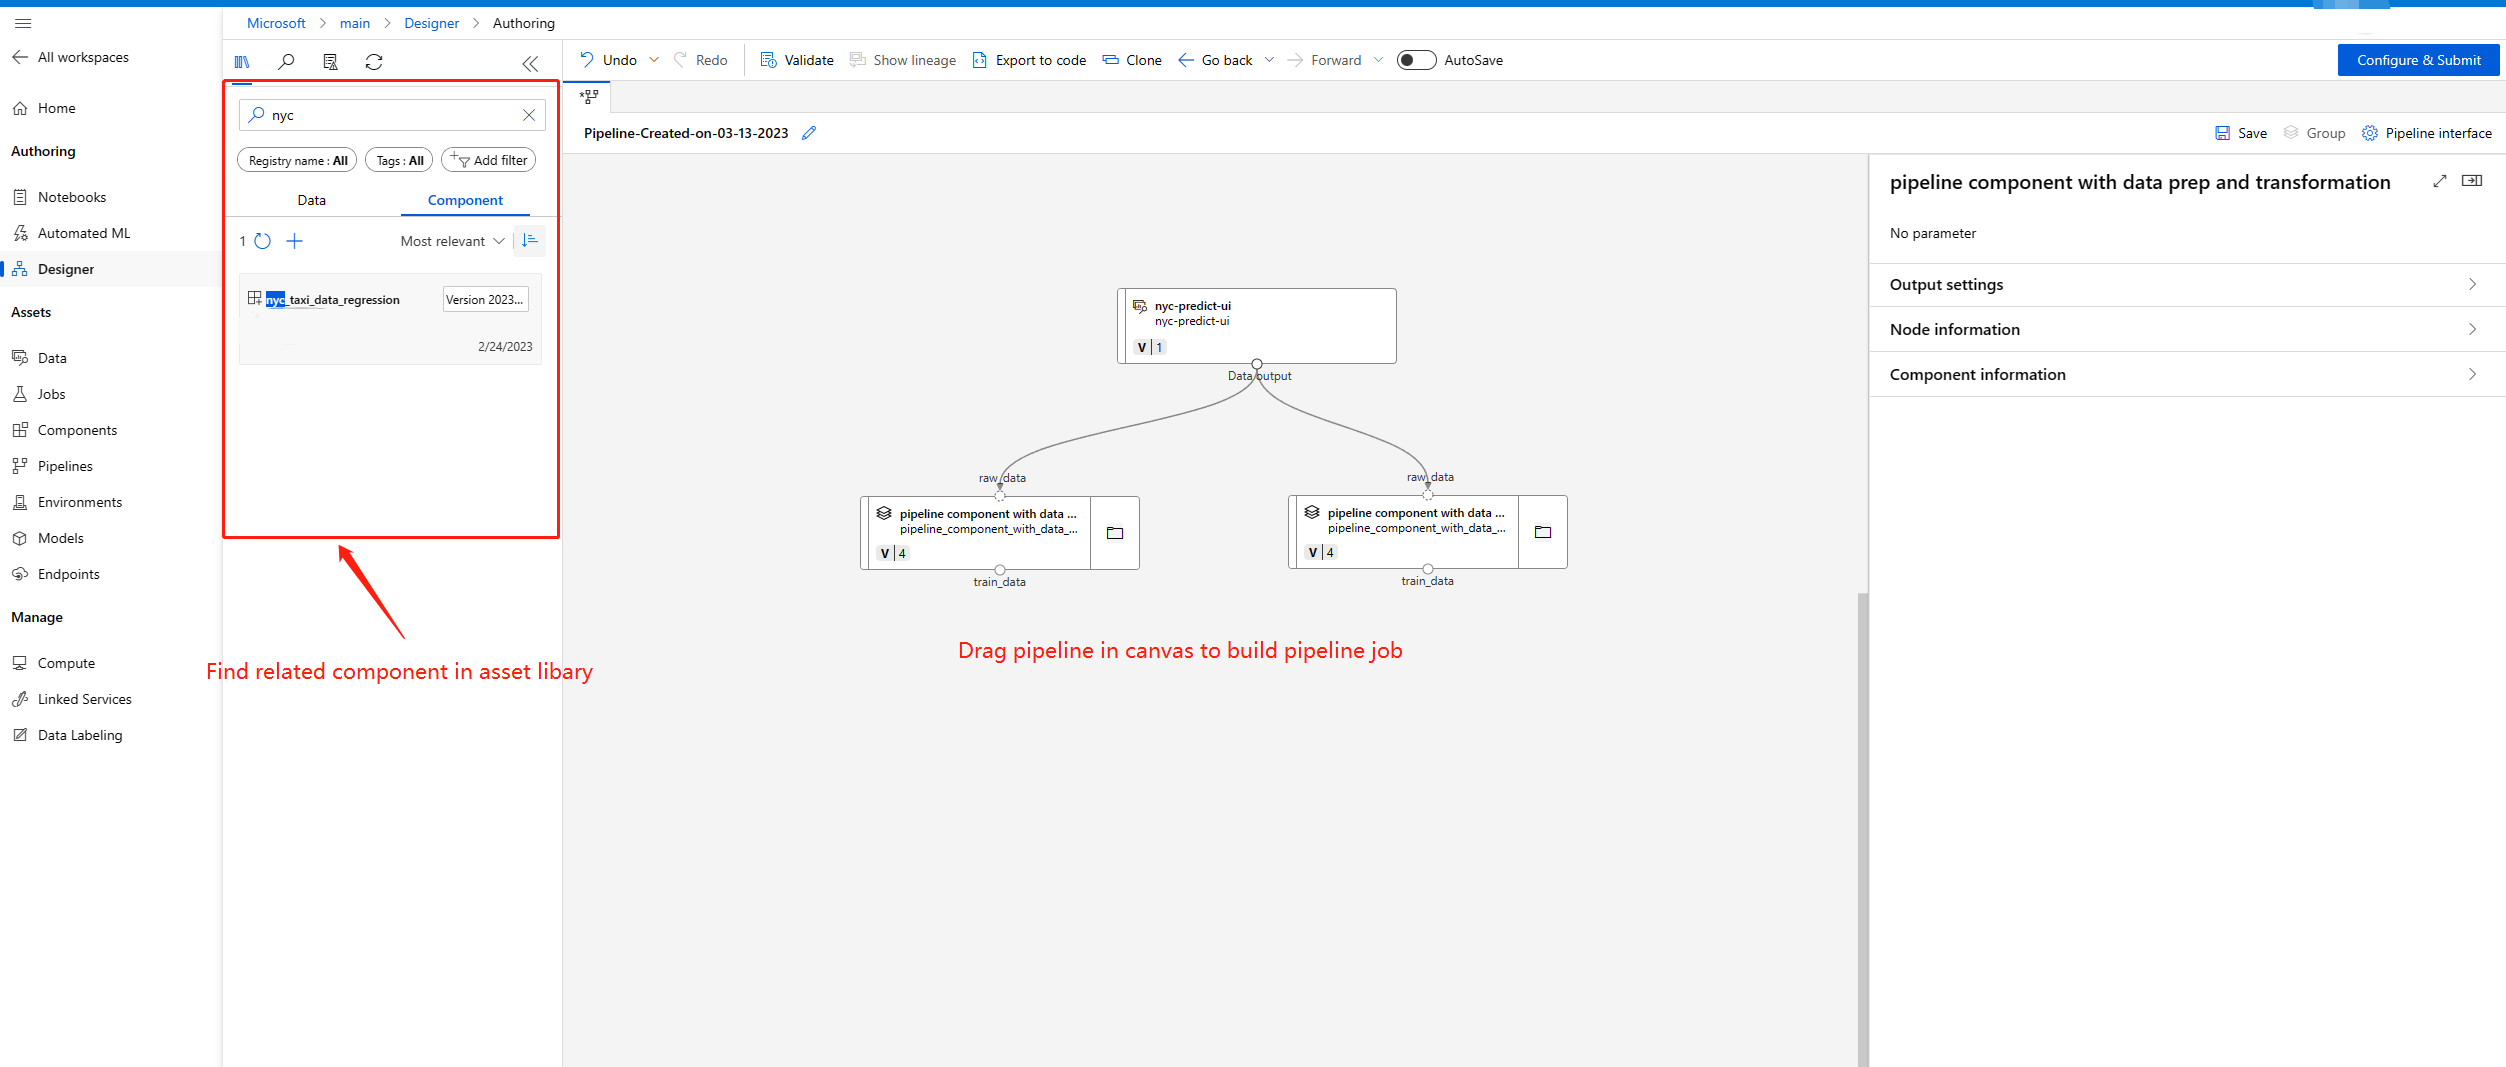 Microsoft > main > Designer > Authoring
All workspaces
Home
Authoring
Notebooks
Automated ML
Designer
Assets
Data
Jobs
Components
Pipelines
Environments
Models
Endpoints
Manage
Compute
Linked Services
Data Labeling
nyc
Registry name : All
Tags : All
Add filter
Data
Component
1
Most relevant
nyc_taxi_data_regression
Version 2023...
2/24/2023
Find related component in asset libary
Undo
Redo
Validate
Show lineage
Export to code
Clone
Go back
Forward
AutoSave
Configure & Submit
Pipeline-Created-on-03-13-2023
Save
Group
Pipeline interface
nyc-predict-ui
nyc-predict-ui
V 1
Data output
raw_data
pipeline component with data ...
pipeline_component_with_data_...
V 4
train_data
raw_data
pipeline component with data ...
pipeline_component_with_data_...
V 4
train_data
Drag pipeline in canvas to build pipeline job
pipeline component with data prep and transformation
No parameter
Output settings
Node information
Component information